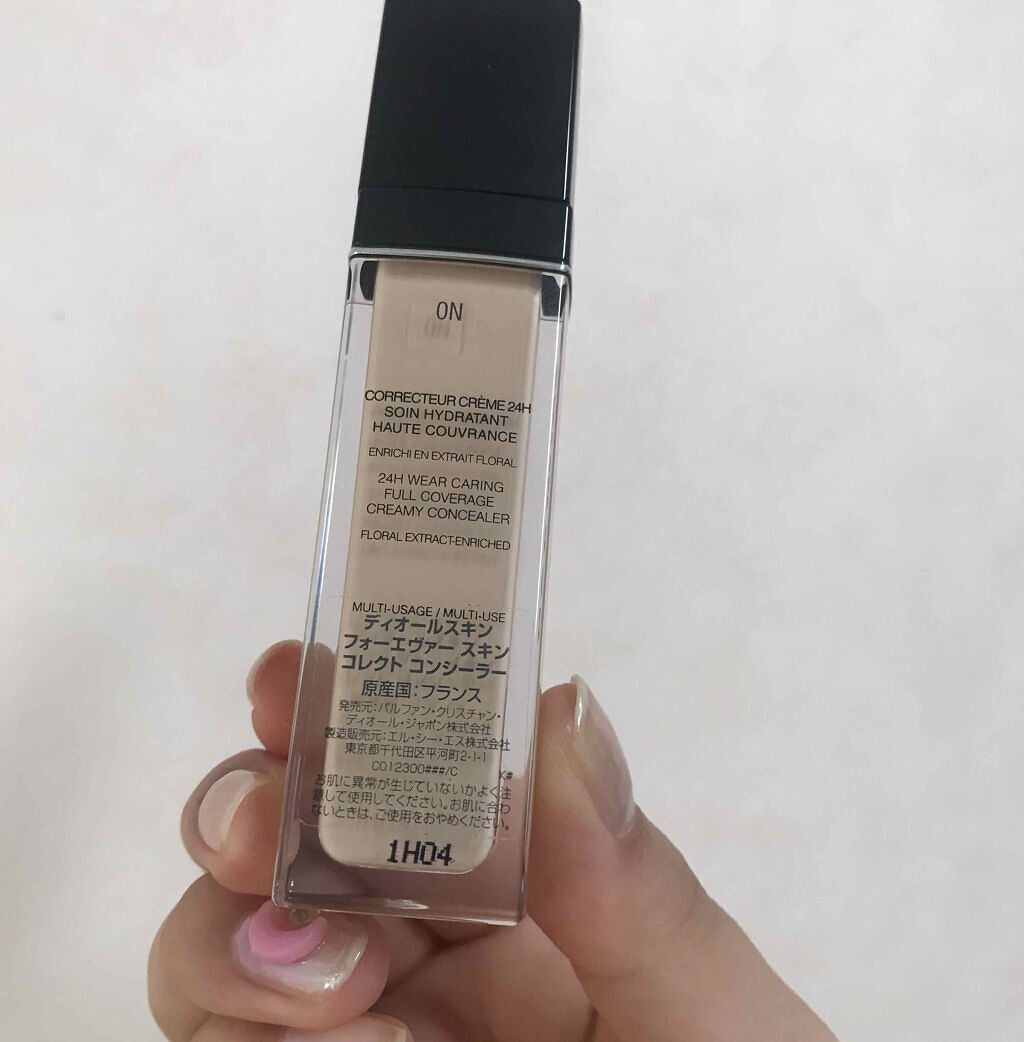 0N
CORRECTEUR CRÈME 24H
SOIN HYDRATANT
HAUTE COUVRANCE
ENRICHI EN EXTRAIT FLORAL
24H WEAR CARING
FULL COVERAGE
CREAMY CONCEALER
FLORAL EXTRACT-ENRICHED
MULTI-USAGE / MULTI-USE
ディオールスキン
フォーエヴァー スキン
コレクト コンシーラー
原産国:フランス
発売元:パルファン・クリスチャン・
ディオール・ジャポン株式会社
製造販売元:エル・シー・エス株式会社
東京都千代田区平河町2-1-1
C012300###/C K#
お肌に異常が生じていないかよく注
意して使用してください。お肌に合わ
ないときは、ご使用をおやめください。
1H04